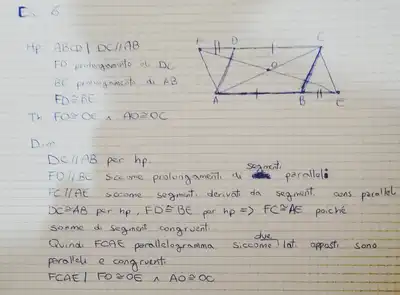 Es 6
Hp ABCD | DC//AB
FD prolungamento di DC
BE prolungamento di AB
FD≅BE
Th FO≅OE ∧ AO≅OC
F D C
O
A B E
Dim
DC//AB per hp.
FD//BE siccome prolungamenti di segmenti paralleli
FC//AE siccome segmenti derivati da segmenti paralleli
DC≅AB per hp, FD≅BE per hp => FC≅AE poiché
somme di segmenti congruenti.
Quindi FCAE parallelogramma siccome due lati opposti sono
paralleli e congruenti.
FCAE | FO≅OE ∧ AO≅OC